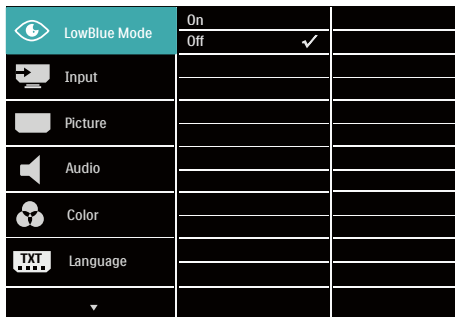 LowBlue Mode
On
Off
Input
Picture
Audio
Color
TXT
Language